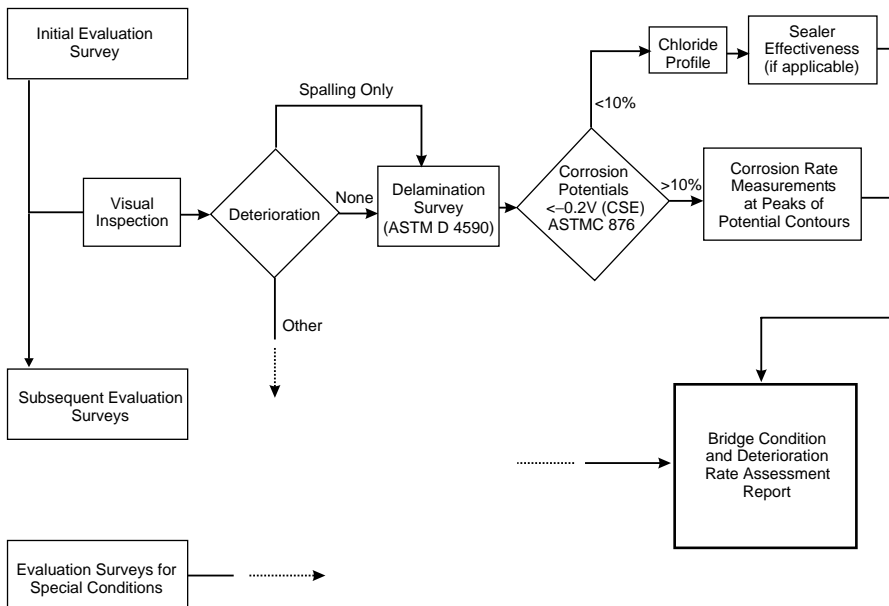 Initial Evaluation
Survey
Visual
Inspection
Spalling Only
Deterioration
None
Other
Delamination
Survey
(ASTM D 4590)
Corrosion
Potentials
<–0.2V (CSE)
ASTMC 876
<10%
Chloride
Profile
Sealer
Effectiveness
(if applicable)
>10%
Corrosion Rate
Measurements
at Peaks of
Potential Contours
Subsequent Evaluation
Surveys
Bridge Condition
and Deterioration
Rate Assessment
Report
Evaluation Surveys for
Special Conditions